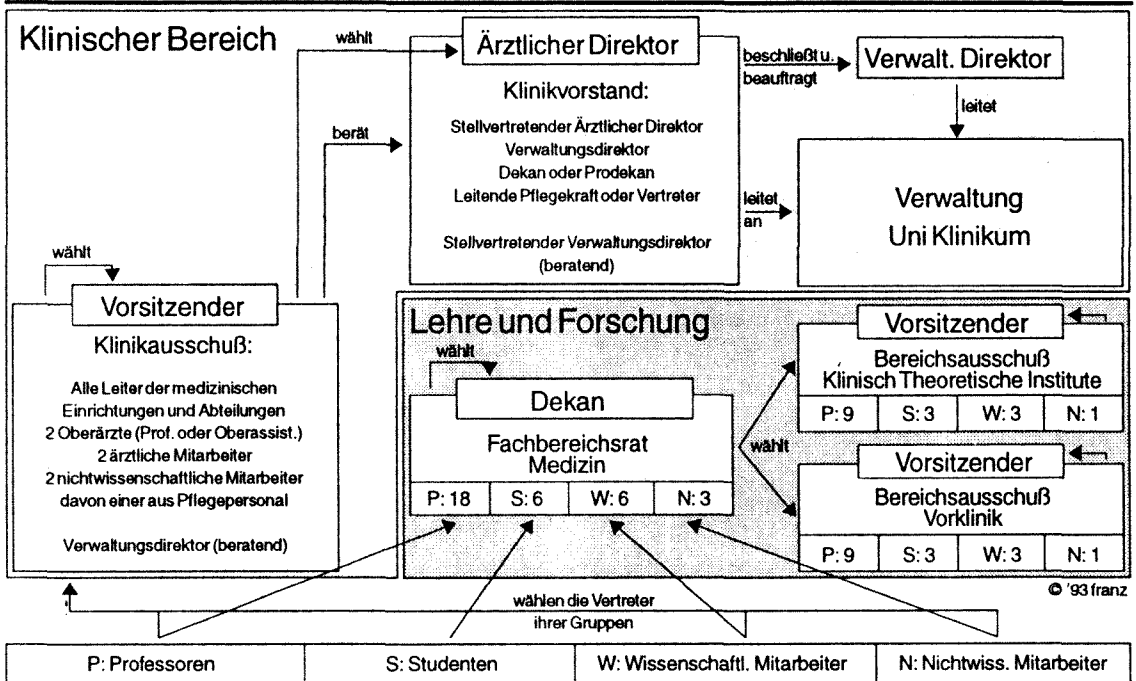 Klinischer Bereich
wählt
Ärztlicher Direktor
Klinikvorstand:
Stellvertretender Ärztlicher Direktor
Verwaltungsdirektor
Dekan oder Prodekan
Leitende Pflegekraft oder Vertreter
Stellvertretender Verwaltungsdirektor
(beratend)
beschließt u.
beauftragt
Verwalt. Direktor
leitet
berät
leitet
an
Verwaltung
Uni Klinikum
wählt
Vorsitzender
Klinikausschuß:
Alle Leiter der medizinischen
Einrichtungen und Abteilungen
2 Oberärzte (Prof. oder Oberassist.)
2 ärztliche Mitarbeiter
2 nichtwissenschaftliche Mitarbeiter
davon einer aus Pflegepersonal
Verwaltungsdirektor (beratend)
Lehre und Forschung
wählt
Dekan
Fachbereichsrat
Medizin
P: 18 S: 6 W: 6 N: 3
wählt
Vorsitzender
Bereichsausschuß
Klinisch Theoretische Institute
P: 9 S: 3 W: 3 N: 1
Vorsitzender
Bereichsausschuß
Vorklinik
P: 9 S: 3 W: 3 N: 1
© '93 franz
wählen die Vertreter
ihrer Gruppen
P: Professoren S: Studenten W: Wissenschaftl. Mitarbeiter N: Nichtwiss. Mitarbeiter